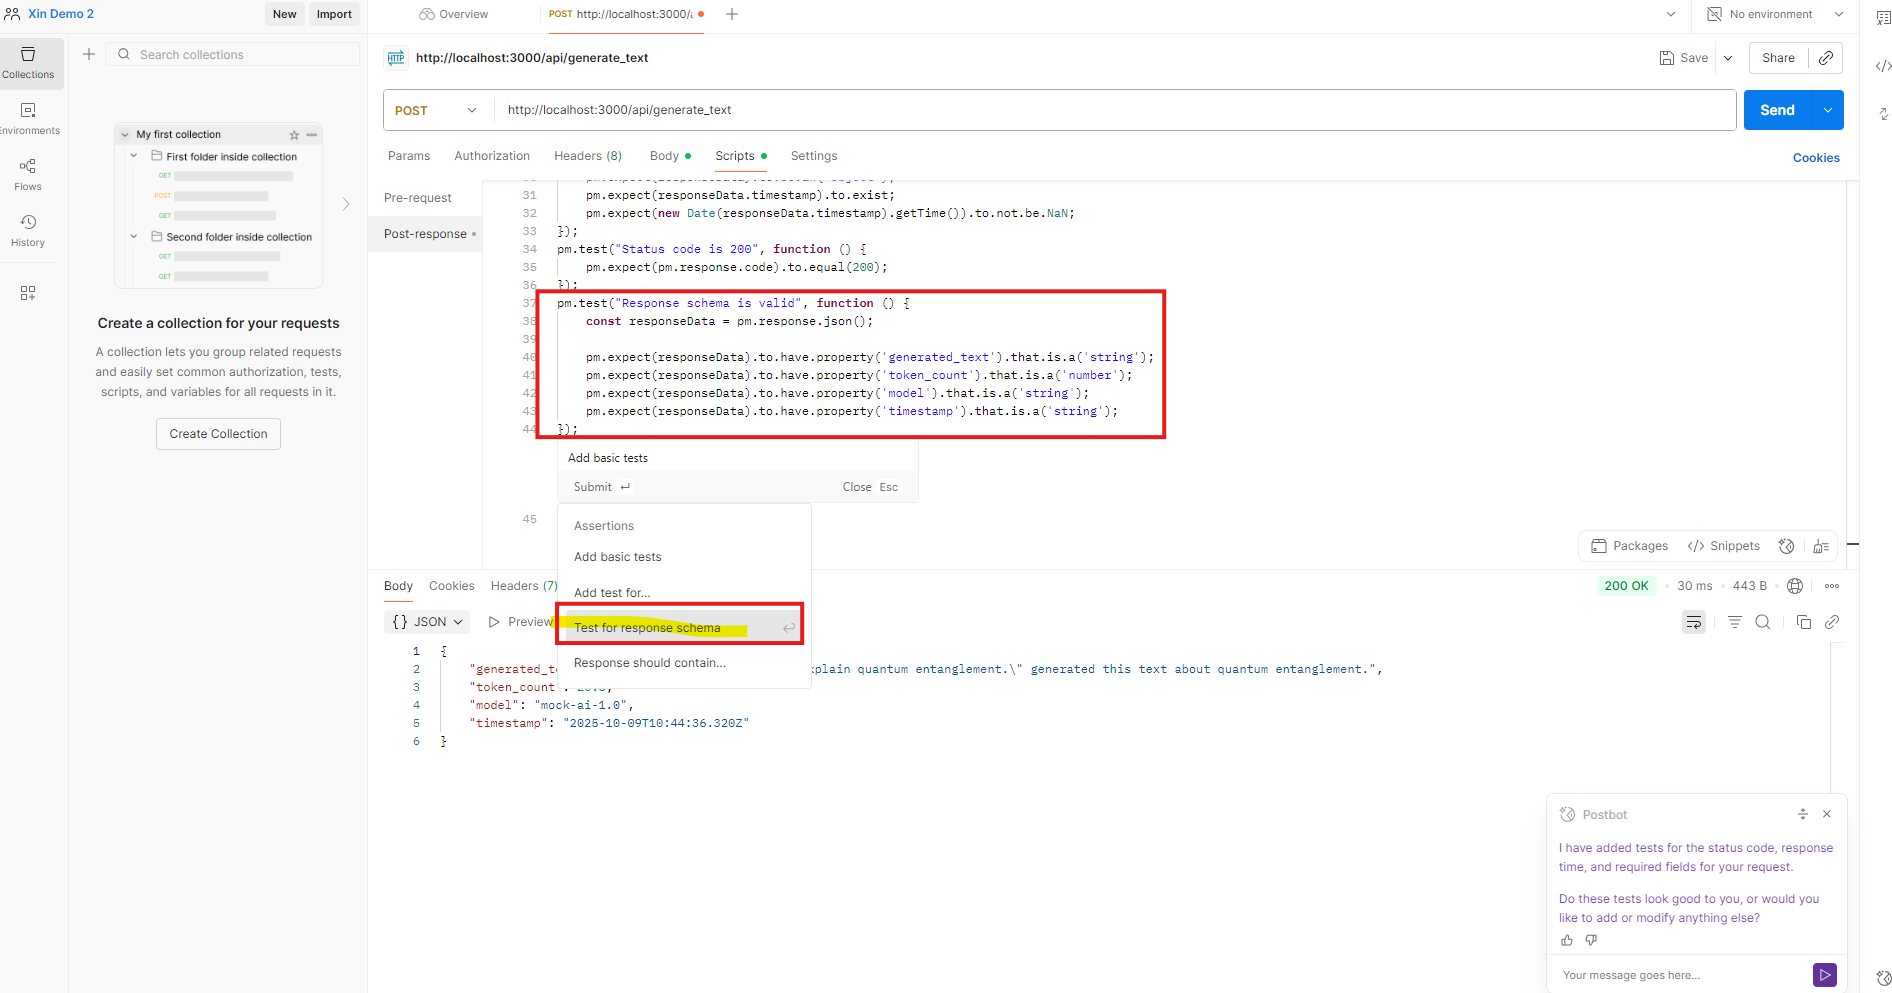 Xin Demo 2
New
Import
Overview
POST http://localhost:3000/
No environment
Collections
Search collections
http://localhost:3000/api/generate_text
Save
Share
Environments
My first collection
First folder inside collection
GET
POST
GET
Second folder inside collection
GET
GET
Flows
History
Create a collection for your requests
A collection lets you group related requests
and easily set common authorization, tests,
scripts, and variables for all requests in it.
Create Collection
POST
http://localhost:3000/api/generate_text
Send
Params
Authorization
Headers (8)
Body
Scripts
Settings
Cookies
Pre-request
Post-response
31 pm.expect(responseData.timestamp).to.exist;
32 pm.expect(new Date(responseData.timestamp).getTime()).to.not.be.NaN;
33 });
34 pm.test("Status code is 200", function () {
35 pm.expect(pm.response.code).to.equal(200);
36 });
37 pm.test("Response schema is valid", function () {
38 const responseData = pm.response.json();
39
40 pm.expect(responseData).to.have.property('generated_text').that.is.a('string');
41 pm.expect(responseData).to.have.property('token_count').that.is.a('number');
42 pm.expect(responseData).to.have.property('model').that.is.a('string');
43 pm.expect(responseData).to.have.property('timestamp').that.is.a('string');
44 });
Add basic tests
Submit
Close Esc
45
Assertions
Add basic tests
Add test for...
Test for response schema
Response should contain...
Packages
Snippets
Body
Cookies
Headers (7)
200 OK
30 ms
443 B
{} JSON
Preview
1 {
2 "generated_te xplain quantum entanglement.\" generated this text about quantum entanglement.",
3 "token_count"
4 "model": "mock-ai-1.0",
5 "timestamp": "2025-10-09T10:44:36.320Z"
6 }
Postbot
I have added tests for the status code, response
time, and required fields for your request.
Do these tests look good to you, or would you
like to add or modify anything else?
Your message goes here...